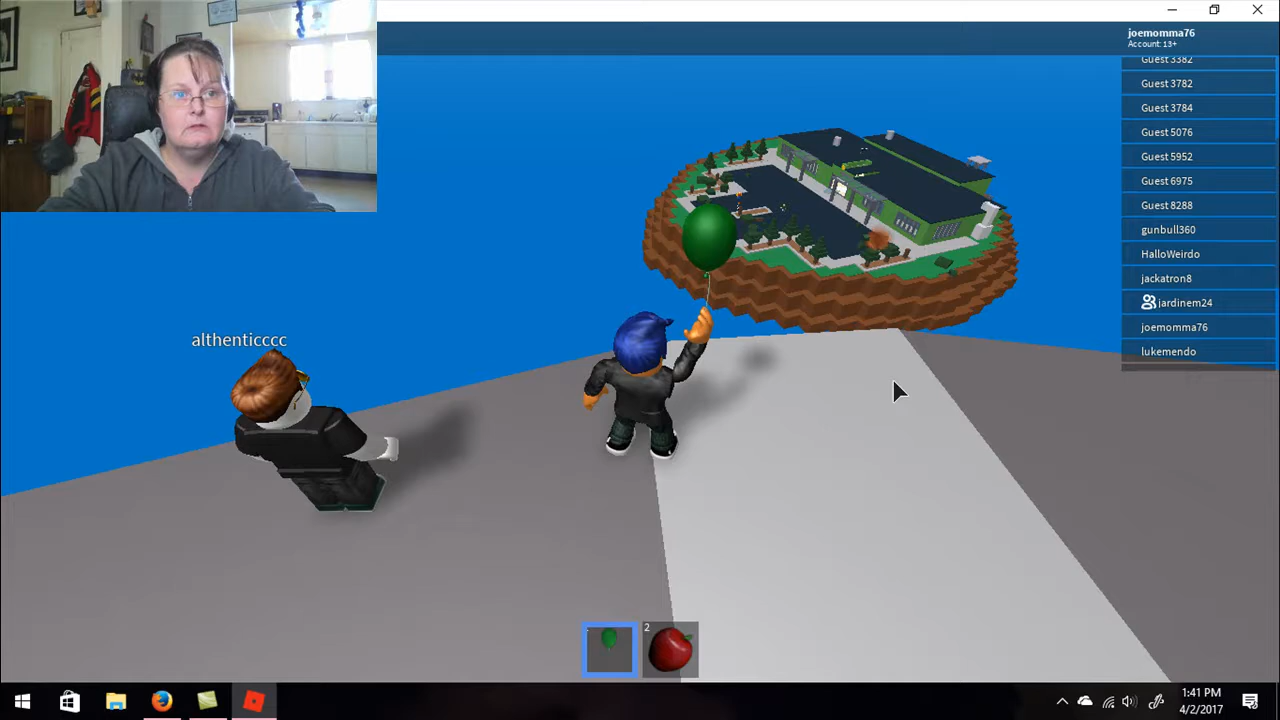 joemomma76
Account: 13+
Guest 3382
Guest 3782
Guest 3784
Guest 5076
Guest 5952
Guest 6975
Guest 8288
gunbull360
HalloWeirdo
jackatron8
jardinem24
joemomma76
lukemendo
althenticccc
2
1:41 PM
4/2/2017